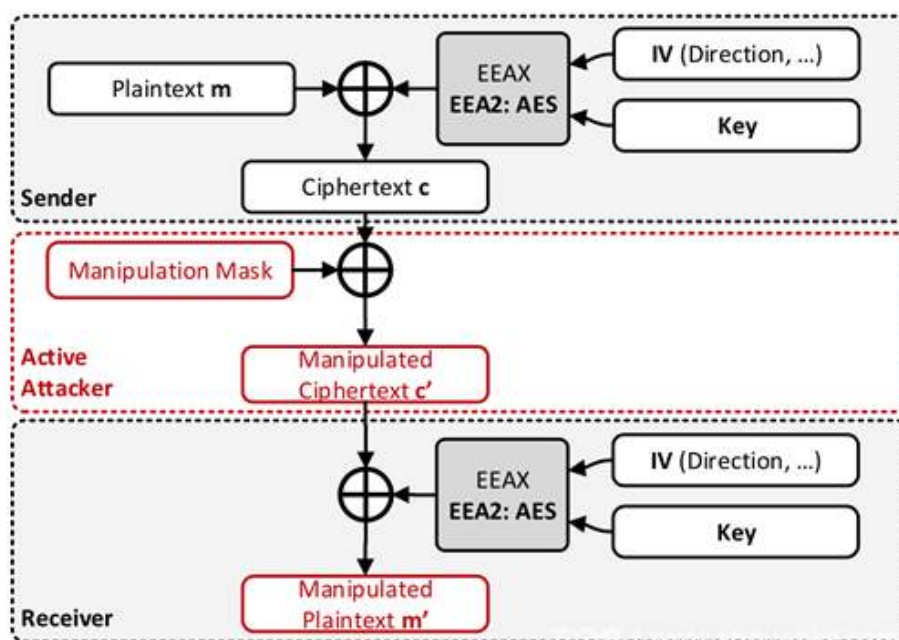 Plaintext m
EEAX
EEA2: AES
IV (Direction, ...)
Key
Ciphertext c
Sender
Manipulation Mask
Manipulated
Ciphertext c’
Active
Attacker
EEAX
EEA2: AES
IV (Direction, ...)
Key
Manipulated
Plaintext m’
Receiver